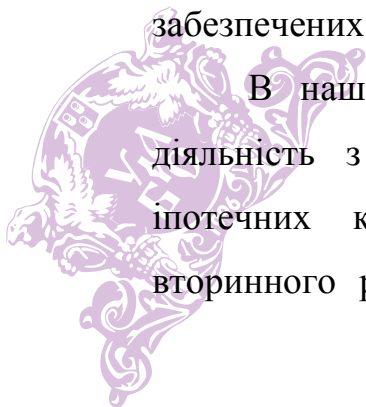 забезпечених
В наш
діяльність з
іпотечних к
вторинного р